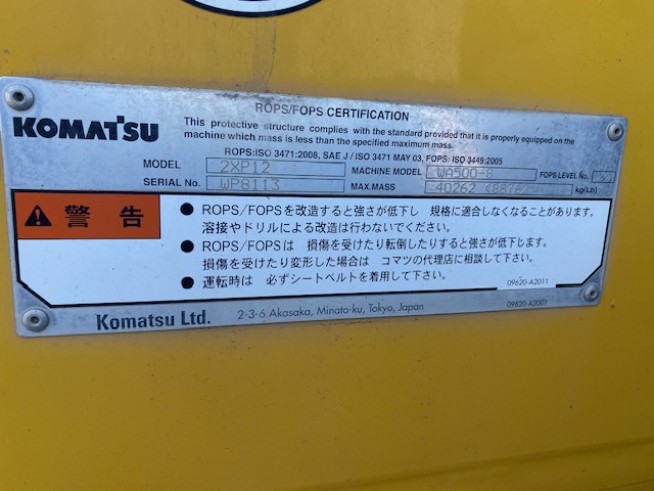 ROPS/FOPS CERTIFICATION
KOMATSU
This protective structure complies with the standard provided that it is properly equipped on the
machine which mass is less than the specified maximum mass.
ROPS:ISO 3471:2008, SAE J / ISO 3471 MAY 03, FOPS: ISO 3449:2005
MODEL 2XP12 MACHINE MODEL WA500-8 FOPS LEVEL No.
SERIAL No. WP8113 MAX.MASS 40262 kg(Lb)
警告
● ROPS/FOPSを改造すると強さが低下し 規格に適合しなくなることがあります。
溶接やドリルによる改造は行わないでください。
● ROPS/FOPSは 損傷を受けたり転倒したりすると強さが低下します。
損傷を受けたり変形した場合は コマツの代理店に相談して下さい。
● 運転時は 必ずシートベルトを着用して下さい。
09620-A2011
Komatsu Ltd. 2-3-6 Akasaka, Minato-ku, Tokyo, Japan 09620-A2001